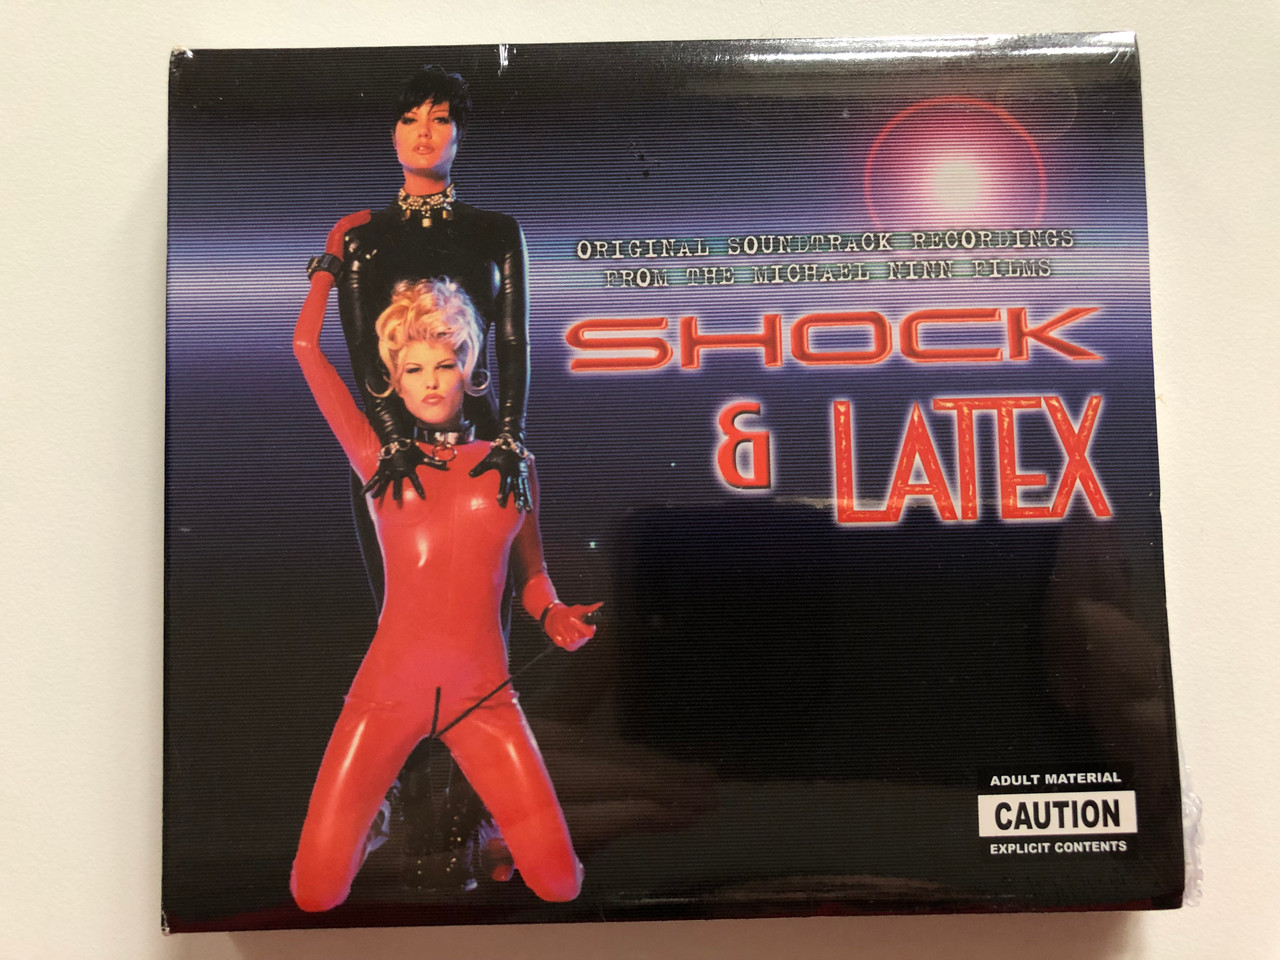 ORIGINAL SOUNDTRACK RECORDINGS
FROM THE MICHAEL NINN FILMS
SHOCK
& LATEX
ADULT MATERIAL
CAUTION
EXPLICIT CONTENTS